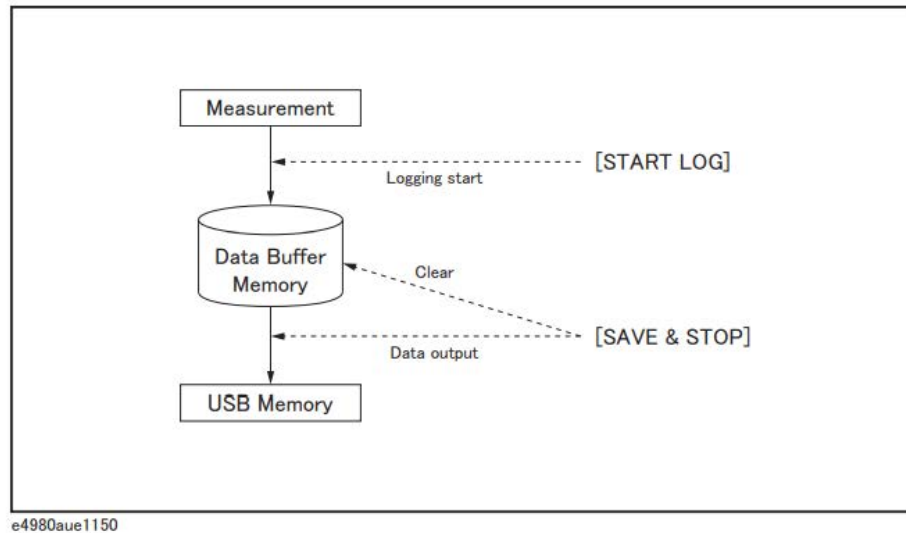 Measurement
[START LOG]
Logging start
Data Buffer
Memory
Clear
[SAVE & STOP]
Data output
USB Memory
e4980aue1150